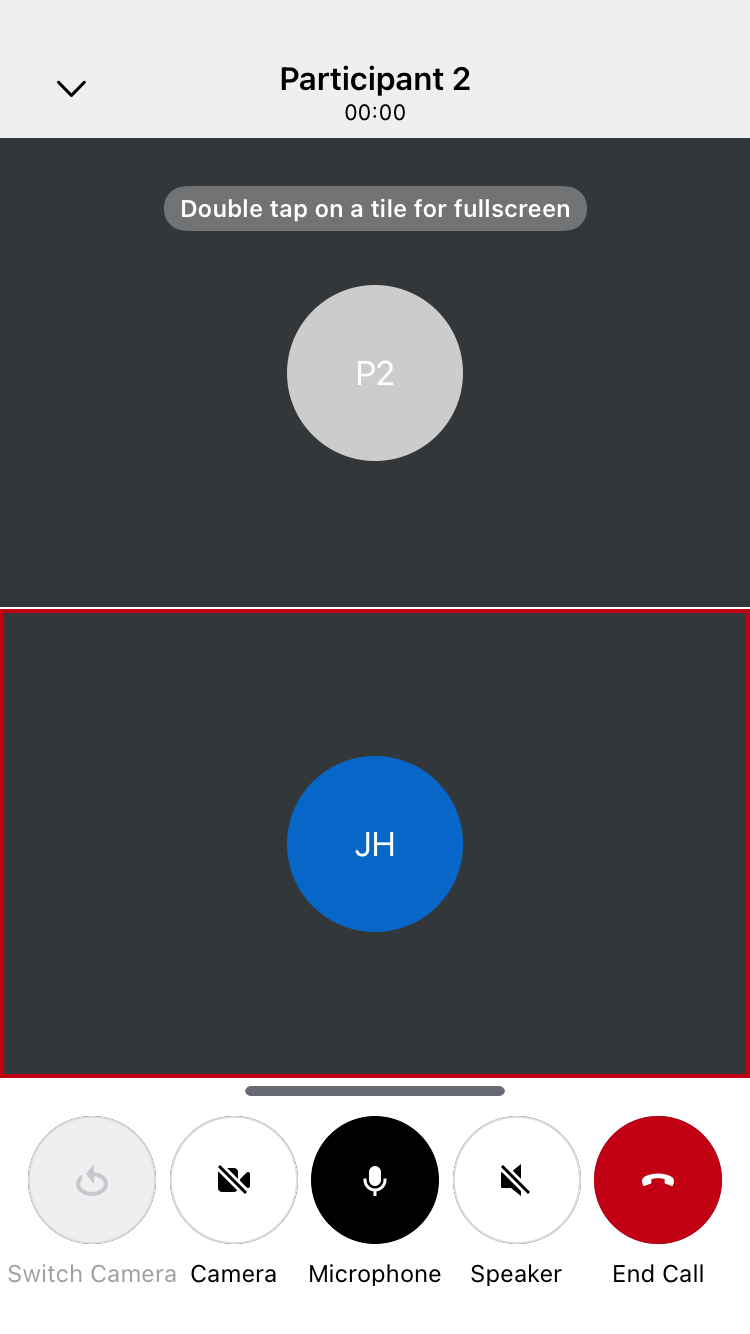 Participant 2
00:00
Double tap on a tile for fullscreen
P2
JH
Switch Camera Camera Microphone Speaker End Call